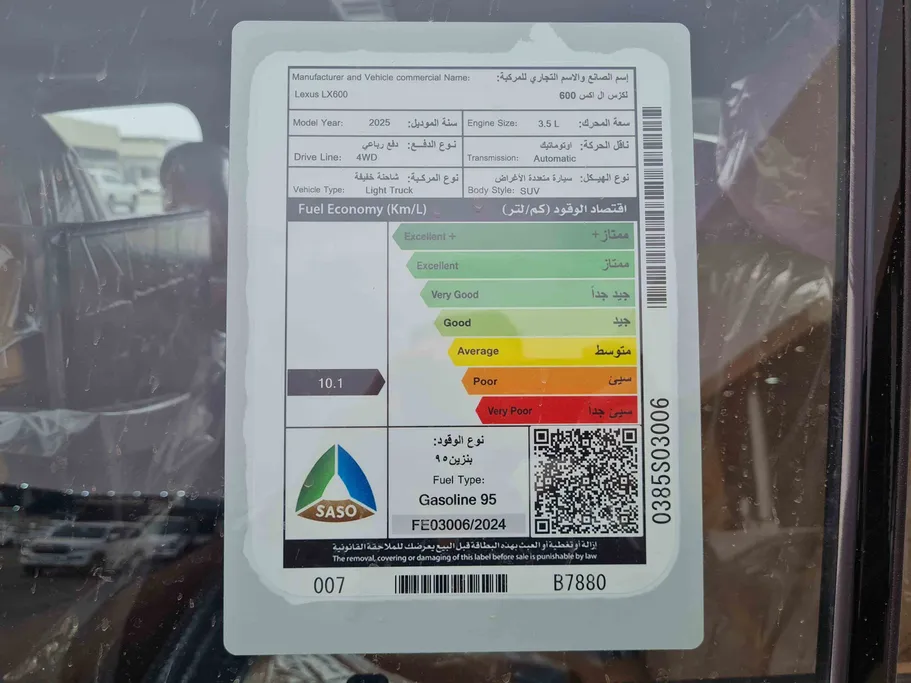 Manufacturer and Vehicle commercial Name: إسم الصانع والاسم التجاري للمركبة:
Lexus LX600 لكزس ال اكس 600
Model Year: 2025 سنة الموديل: Engine Size: 3.5 L سعة المحرك:
نوع الدفع: دفع رباعي ناقل الحركة: اوتوماتيك
Drive Line: 4WD Transmission: Automatic
نوع المركبة: شاحنة خفيفة نوع الهيكل: سيارة متعددة الأغراض
Vehicle Type: Light Truck Body Style: SUV
Fuel Economy (Km/L) اقتصاد الوقود (كم/لتر)
Excellent + ممتاز +
Excellent ممتاز
Very Good جيد جداً
Good جيد
Average متوسط
10.1 Poor سيئ
Very Poor سيئ جداً
نوع الوقود:
بنزين ٩٥
Fuel Type:
Gasoline 95
SASO
FE03006/2024
إزالة أو تغطية أو العبث بهذه البطاقة قبل البيع يعرضك للملاحقة القانونية
The removal, covering or damaging of this label before sale is punishable by law
007 B7880
0385S03006